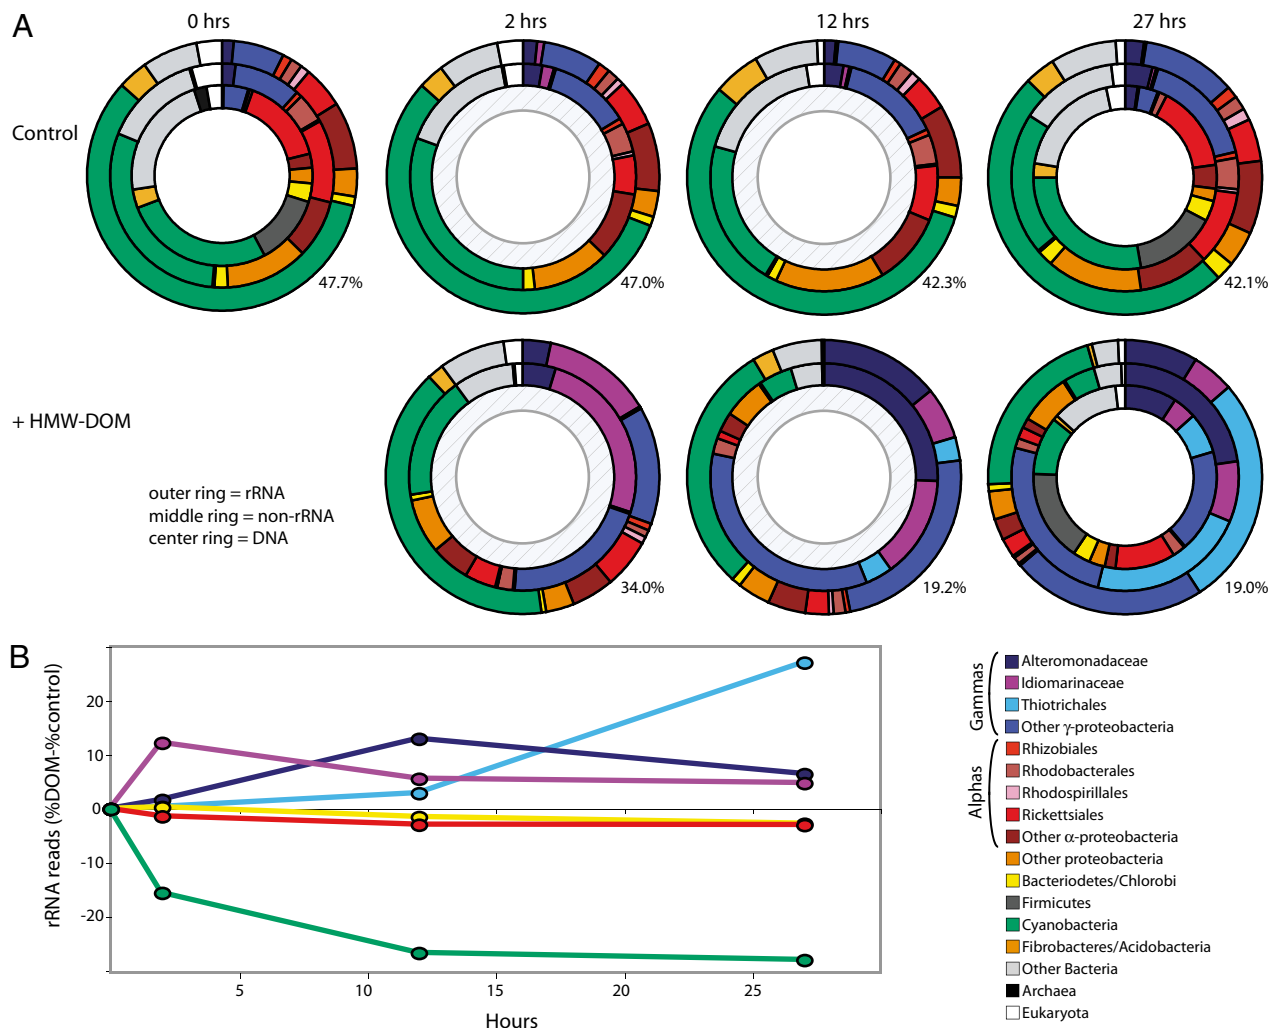 A
0 hrs
2 hrs
12 hrs
27 hrs
Control
47.7%
47.0%
42.3%
42.1%
+ HMW-DOM
outer ring = rRNA
middle ring = non-rRNA
center ring = DNA
34.0%
19.2%
19.0%
B
rRNA reads (%DOM-%control)
20
10
0
-10
-20
5
10
15
20
25
Hours
Gammas
Alteromonadaceae
Idiomarinaceae
Thiotrichales
Other γ-proteobacteria
Alphas
Rhizobiales
Rhodobacterales
Rhodospirillales
Rickettsiales
Other α-proteobacteria
Other proteobacteria
Bacteriodetes/Chlorobi
Firmicutes
Cyanobacteria
Fibrobacteres/Acidobacteria
Other Bacteria
Archaea
Eukaryota